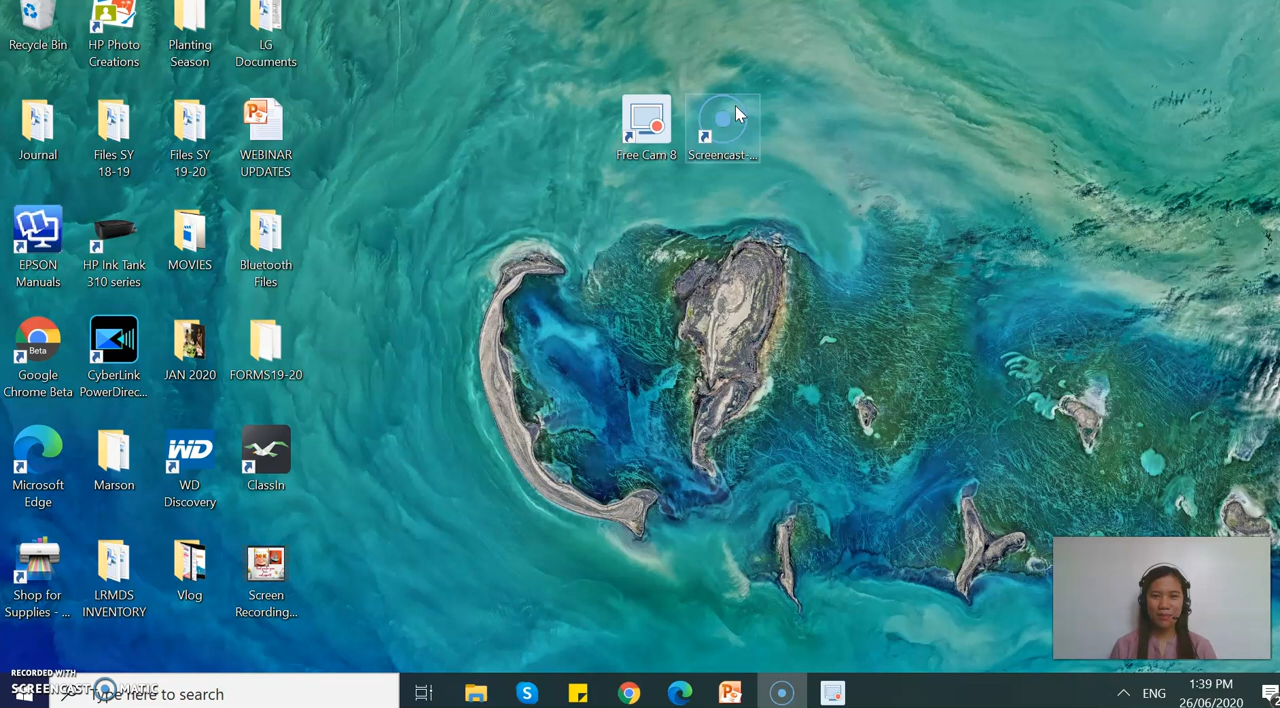 Recycle Bin
HP Photo
Creations
Planting
Season
LG
Documents
Journal
Files SY
18-19
Files SY
19-20
WEBINAR
UPDATES
Free Cam 8
Screencast-...
EPSON
Manuals
HP Ink Tank
310 series
MOVIES
Bluetooth
Files
Beta
Google
Chrome Beta
CyberLink
PowerDirec...
JAN 2020
FORMS19-20
Microsoft
Edge
Marson
WD
WD
Discovery
ClassIn
Shop for
Supplies - ...
LRMDS
INVENTORY
Vlog
Screen
Recording...
RECORDED WITH
SCREENCAST MATIC
Type here to search
ENG
1:39 PM
26/06/2020